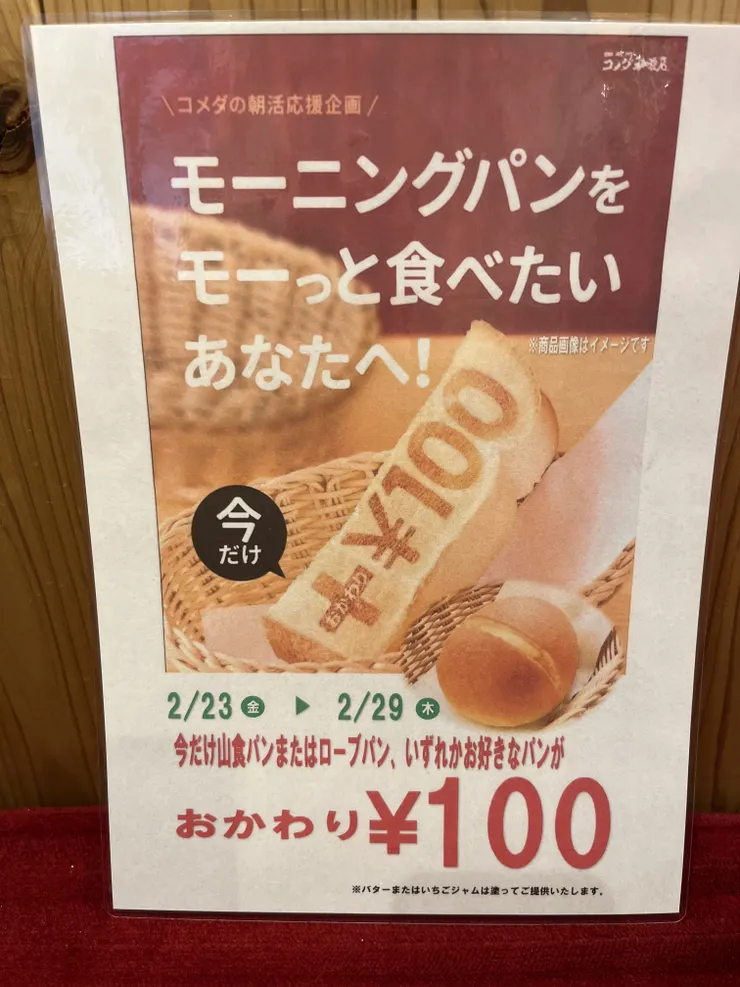 コメダ珈琲店
\ コメダの朝活応援企画 /
モーニングパンを
モーっと食べたい
あなたへ!
※商品画像はイメージです
おかわり+¥100
今
だけ
2/23 金 ▶ 2/29 木
今だけ山食パンまたはローブパン、いずれかお好きなパンが
おかわり¥100
※バターまたはいちごジャムは塗ってご提供いたします。